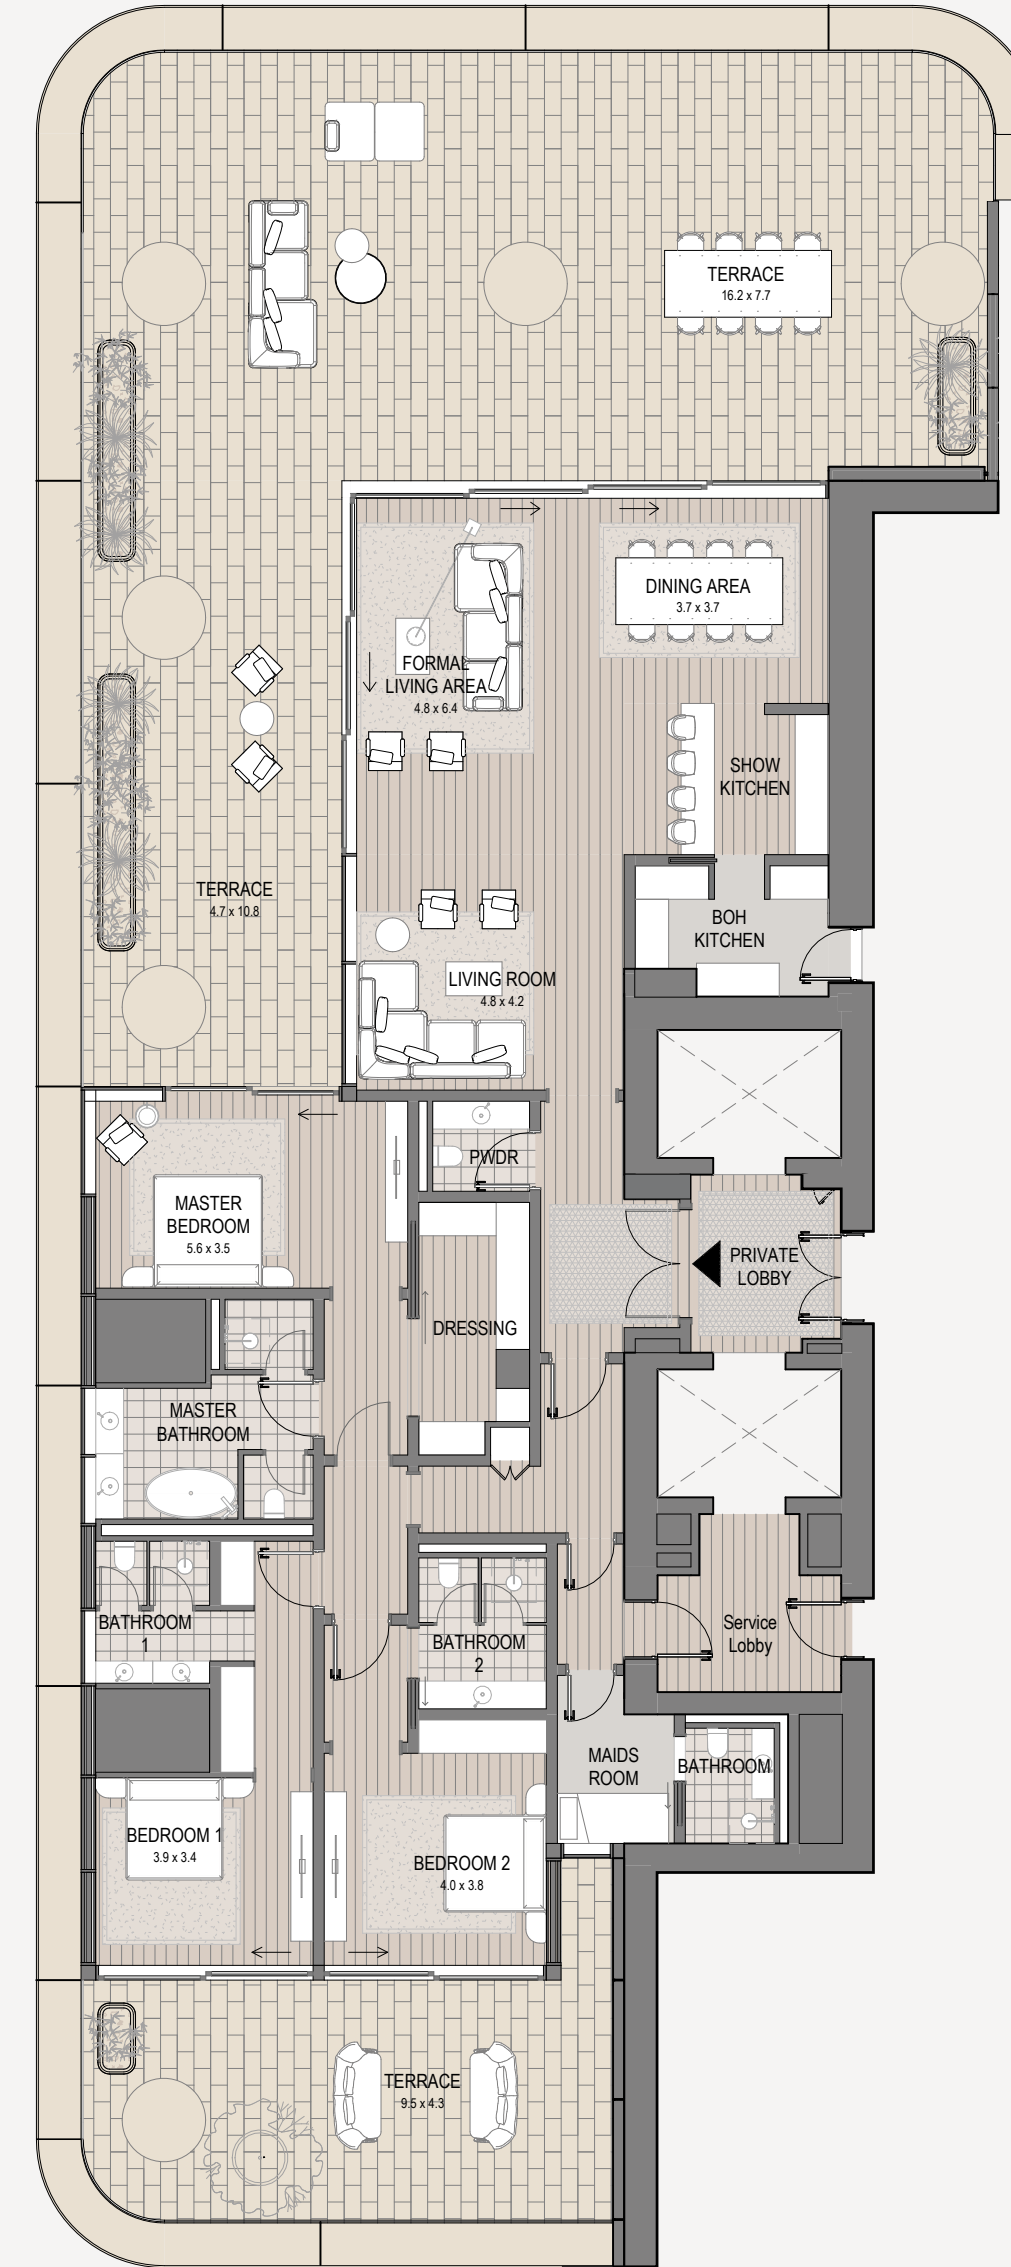 TERRACE
16.2 x 7.7
DINING AREA
3.7 x 3.7
FORMAL
LIVING AREA
4.8 x 6.4
SHOW
KITCHEN
TERRACE
4.7 x 10.8
BOH
KITCHEN
LIVING ROOM
4.8 x 4.2
PWDR
MASTER
BEDROOM
5.6 x 3.5
PRIVATE
LOBBY
DRESSING
MASTER
BATHROOM
BATHROOM
1
BATHROOM
2
Service
Lobby
MAIDS
ROOM
BATHROOM
BEDROOM 1
3.9 x 3.4
BEDROOM 2
4.0 x 3.8
TERRACE
9.5 x 4.3